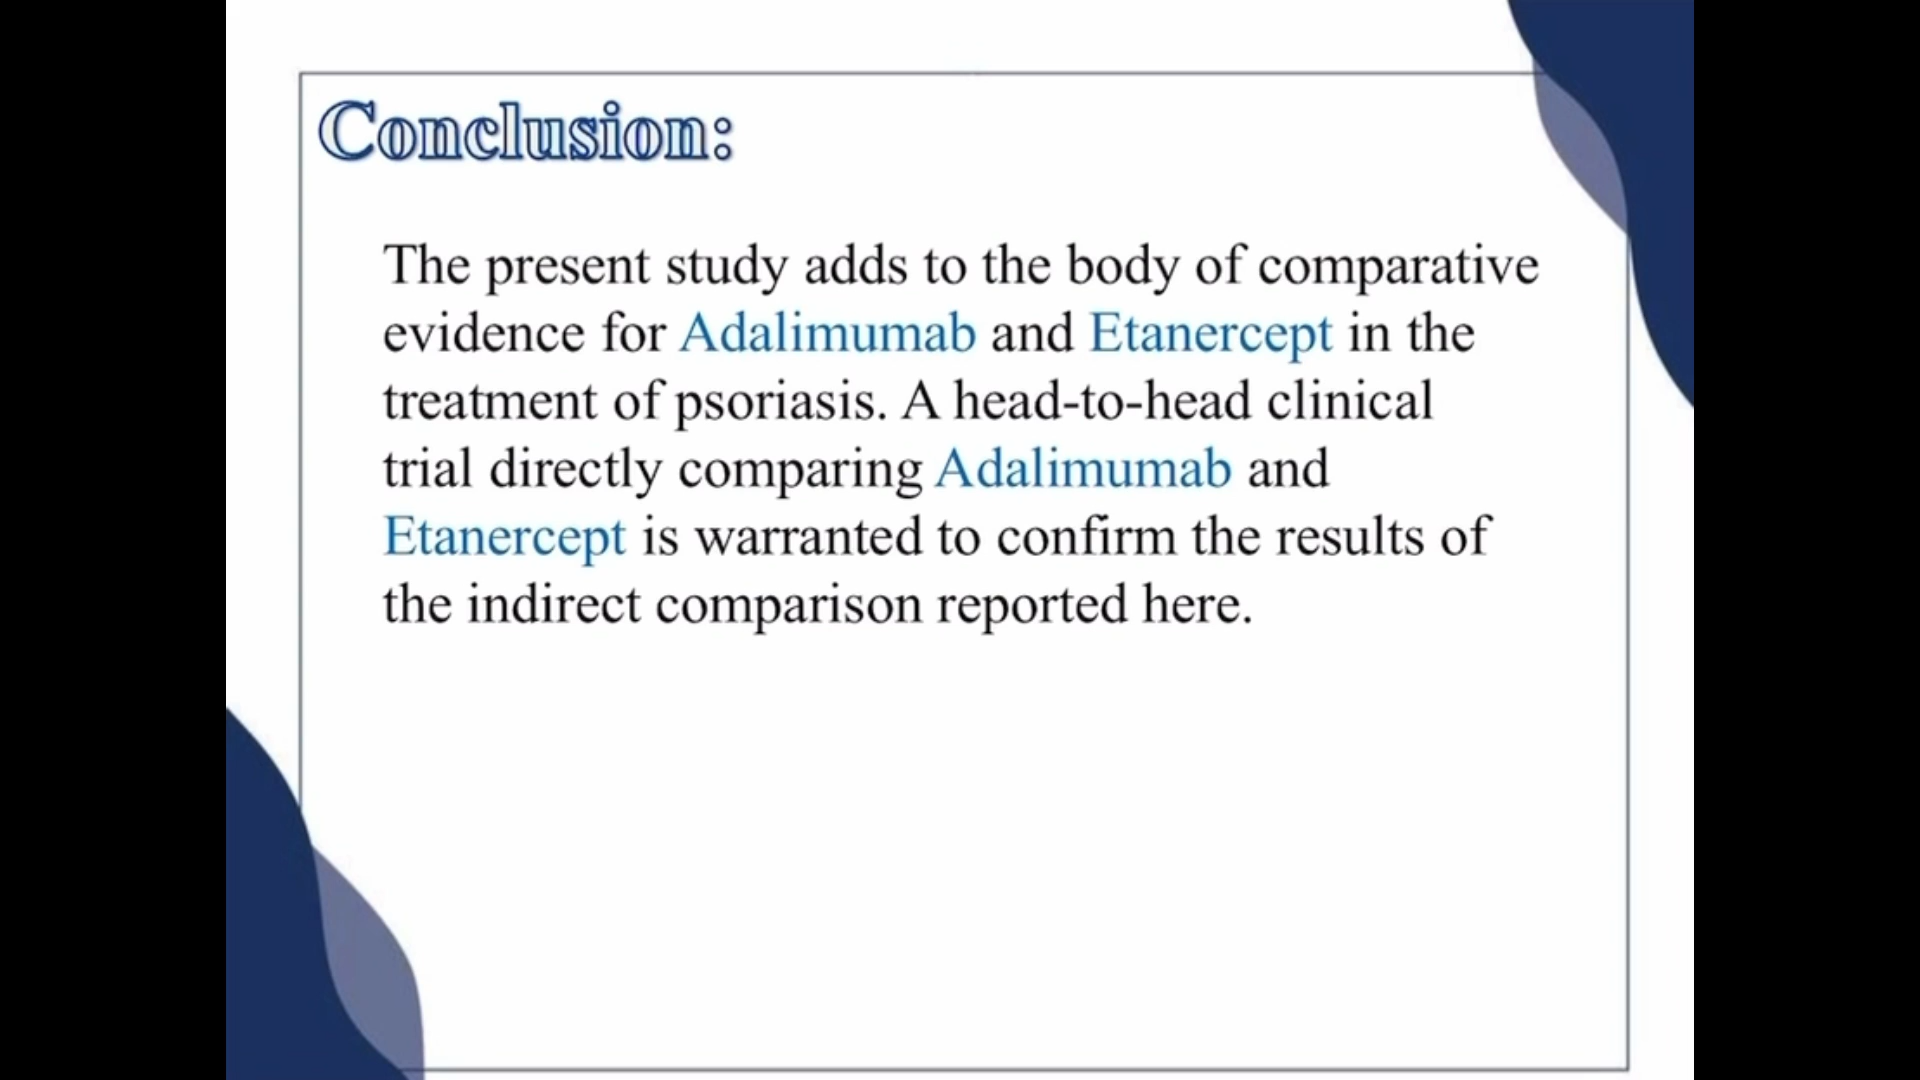 Conclusion:
The present study adds to the body of comparative
evidence for Adalimumab and Etanercept in the
treatment of psoriasis. A head-to-head clinical
trial directly comparing Adalimumab and
Etanercept is warranted to confirm the results of
the indirect comparison reported here.